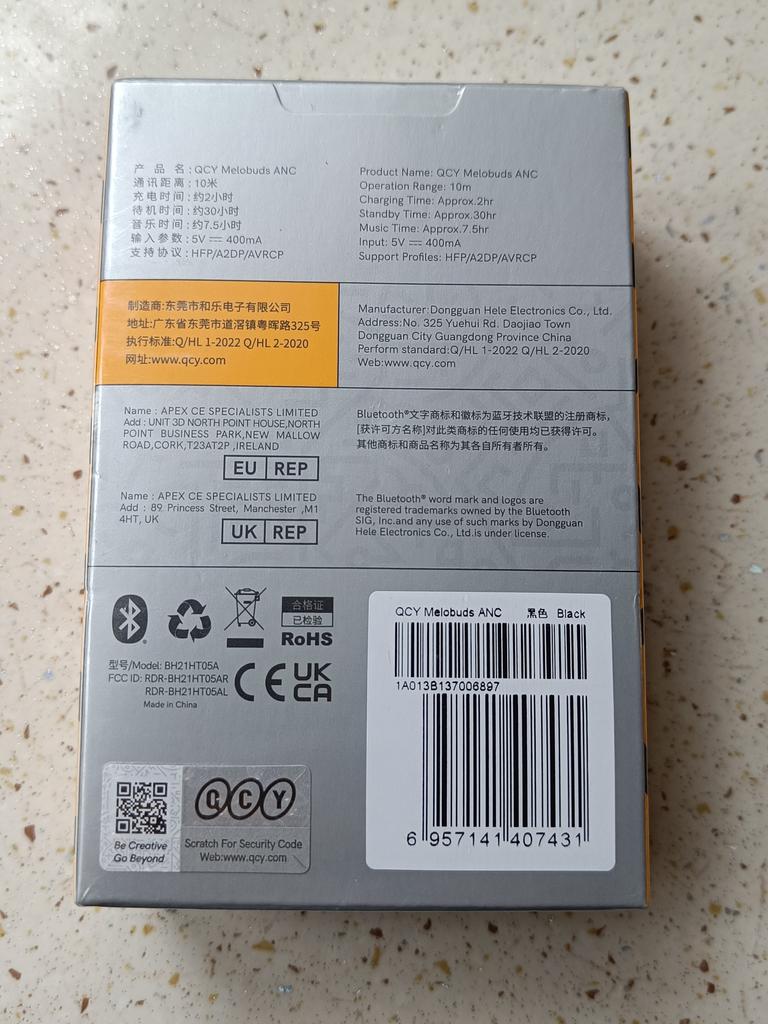 产 品 名 : QCY Melobuds ANC
通讯距离 : 10米
充电时间 : 约2小时
待机时间 : 约30小时
音乐时间 : 约7.5小时
输入参数 : 5V ⎓ 400mA
支持协议 : HFP/A2DP/AVRCP
Product Name: QCY Melobuds ANC
Operation Range: 10m
Charging Time: Approx.2hr
Standby Time: Approx.30hr
Music Time: Approx.7.5hr
Input: 5V ⎓ 400mA
Support Profiles: HFP/A2DP/AVRCP
制造商:东莞市和乐电子有限公司
地址:广东省东莞市道滘镇粤晖路325号
执行标准:Q/HL 1-2022 Q/HL 2-2020
网址:www.qcy.com
Manufacturer:Dongguan Hele Electronics Co., Ltd.
Address:No. 325 Yuehui Rd. Daojiao Town
Dongguan City Guangdong Province China
Perform standard:Q/HL 1-2022 Q/HL 2-2020
Web:www.qcy.com
Name : APEX CE SPECIALISTS LIMITED
Add : UNIT 3D NORTH POINT HOUSE,NORTH
POINT BUSINESS PARK,NEW MALLOW
ROAD,CORK,T23AT2P ,IRELAND
EU REP
Name : APEX CE SPECIALISTS LIMITED
Add : 89 Princess Street, Manchester ,M1
4HT, UK
UK REP
Bluetooth®文字商标和徽标为蓝牙技术联盟的注册商标，
[获许可方名称]对此类商标的任何使用均已获得许可。
其他商标和商品名称为其各自所有者所有。
The Bluetooth® word mark and logos are
registered trademarks owned by the Bluetooth
SIG, Inc.and any use of such marks by Dongguan
Hele Electronics Co., Ltd.is under license.
合格证
已检验
RoHS
型号/Model: BH21HT05A
FCC ID: RDR-BH21HT05AR
RDR-BH21HT05AL
Made in China
CE UK
CA
QCY Melobuds ANC 黑色 Black
1A013B137006897
6 957141 407431
Be Creative
Go Beyond
QCY
Scratch For Security Code
Web:www.qcy.com